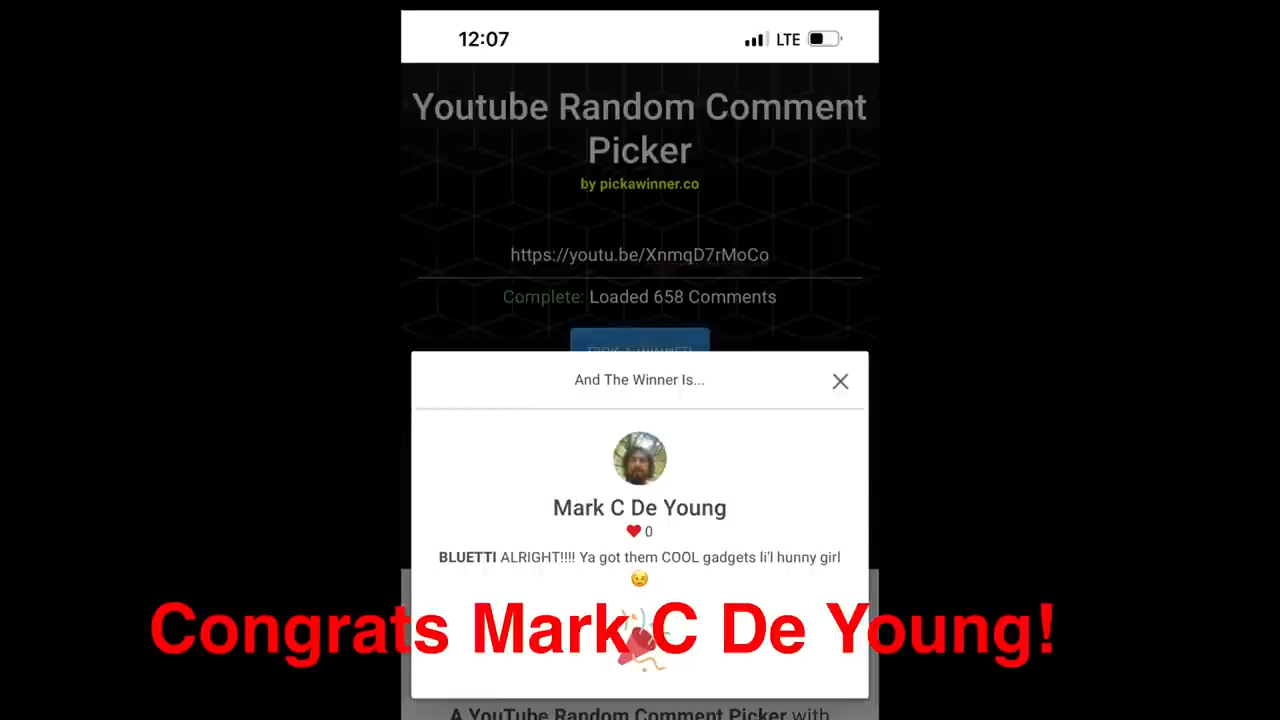 12:07
LTE
Youtube Random Comment
Picker
by pickawinner.co
https://youtu.be/XnmqD7rMoCo
Complete: Loaded 658 Comments
PICK A WINNER!
And The Winner Is...
Mark C De Young
0
BLUETTI ALRIGHT!!!! Ya got them COOL gadgets li'l hunny girl
😉
Congrats Mark C De Young!
A YouTube Random Comment Picker with